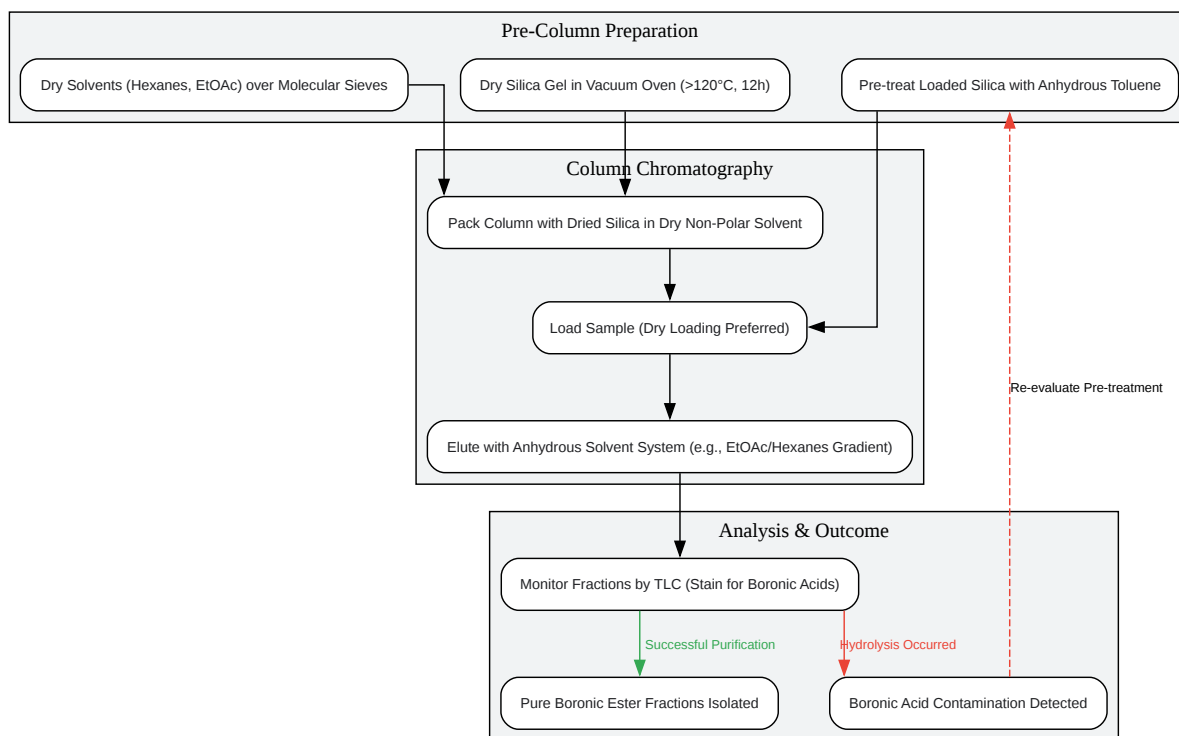 Pre-Column Preparation
Dry Solvents (Hexanes, EtOAc) over Molecular Sieves
Dry Silica Gel in Vacuum Oven (>120°C, 12h)
Pre-treat Loaded Silica with Anhydrous Toluene
Column Chromatography
Pack Column with Dried Silica in Dry Non-Polar Solvent
Load Sample (Dry Loading Preferred)
Re-evaluate Pre-treatment
Elute with Anhydrous Solvent System (e.g., EtOAc/Hexanes Gradient)
Analysis & Outcome
Monitor Fractions by TLC (Stain for Boronic Acids)
Successful Purification
Hydrolysis Occurred
Pure Boronic Ester Fractions Isolated
Boronic Acid Contamination Detected